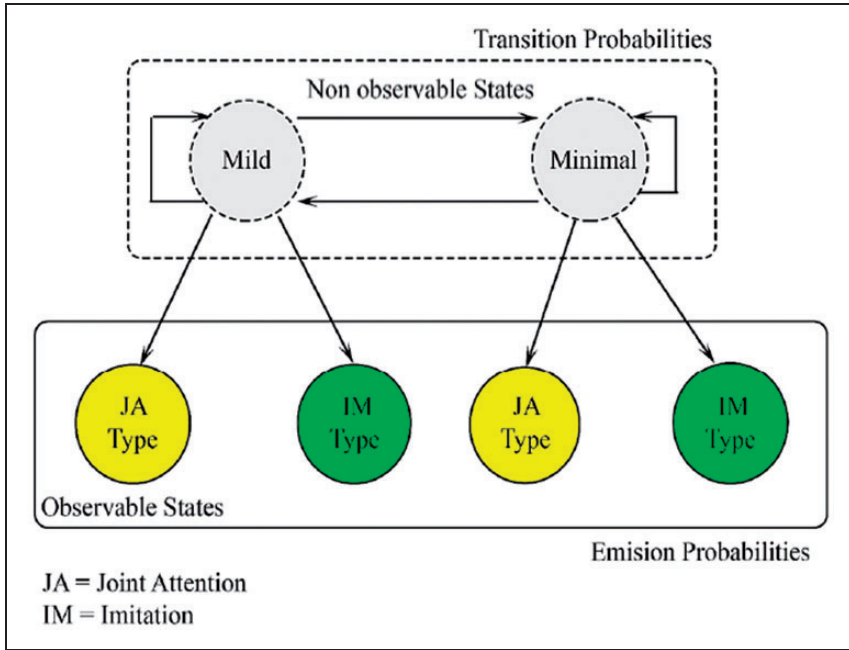 Transition Probabilities
Non observable States
Mild
Minimal
JA
Type
IM
Type
JA
Type
IM
Type
Observable States
Emision Probabilities
JA = Joint Attention
IM = Imitation